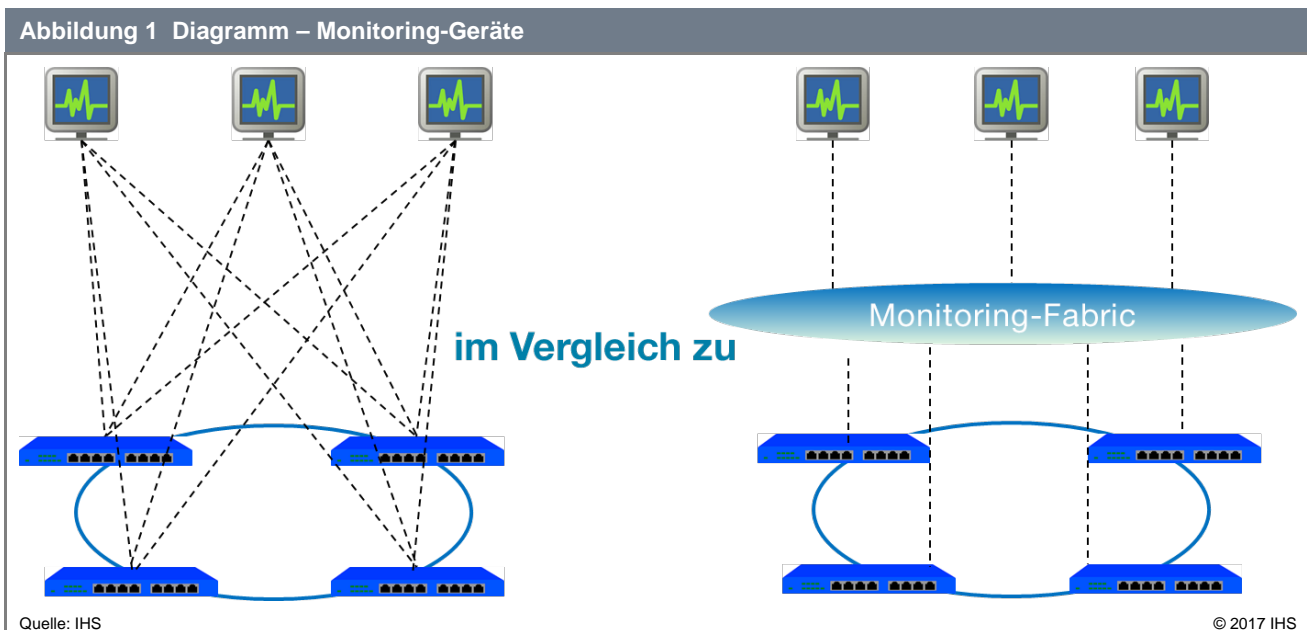 Abbildung 1 Diagramm – Monitoring-Geräte
im Vergleich zu
Monitoring-Fabric
Quelle: IHS
© 2017 IHS